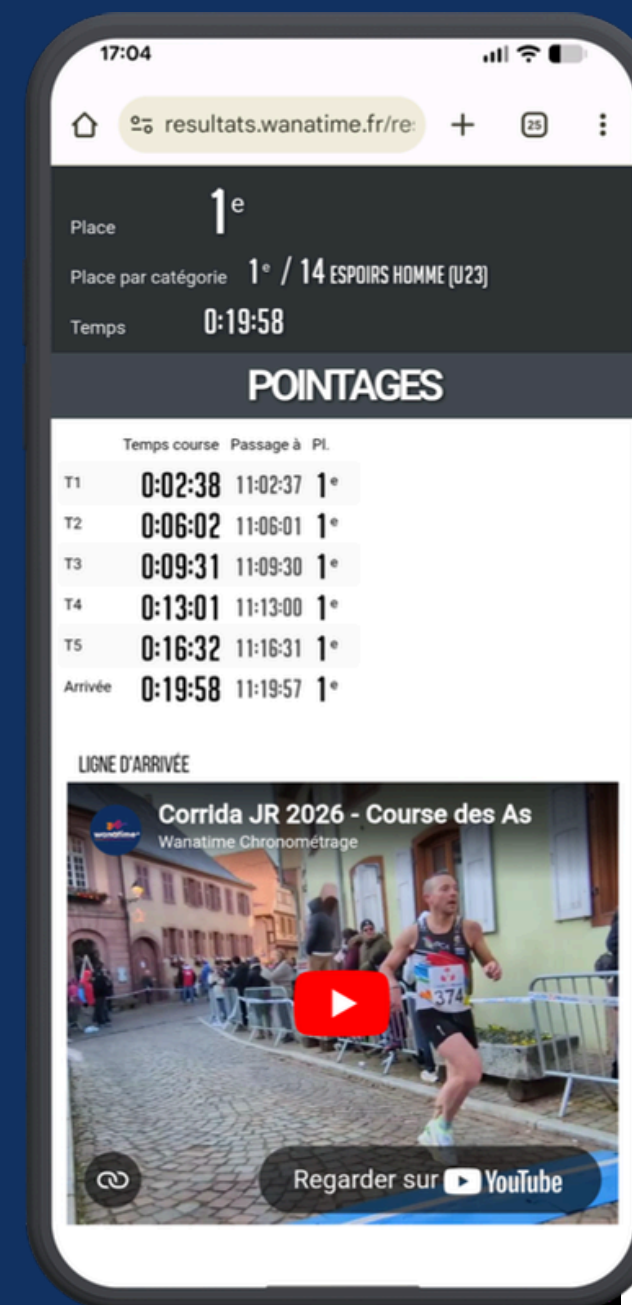 17:04
resultats.wanatime.fr/re
25
Place 1e
Place par catégorie 1e / 14 ESPOIRS HOMME (U23)
Temps 0:19:58
POINTAGES
Temps course Passage à Pl.
T1 0:02:38 11:02:37 1e
T2 0:06:02 11:06:01 1e
T3 0:09:31 11:09:30 1e
T4 0:13:01 11:13:00 1e
T5 0:16:32 11:16:31 1e
Arrivée 0:19:58 11:19:57 1e
LIGNE D'ARRIVÉE
wanatime
Corrida JR 2026 - Course des As
Wanatime Chronométrage
374
Regarder sur YouTube